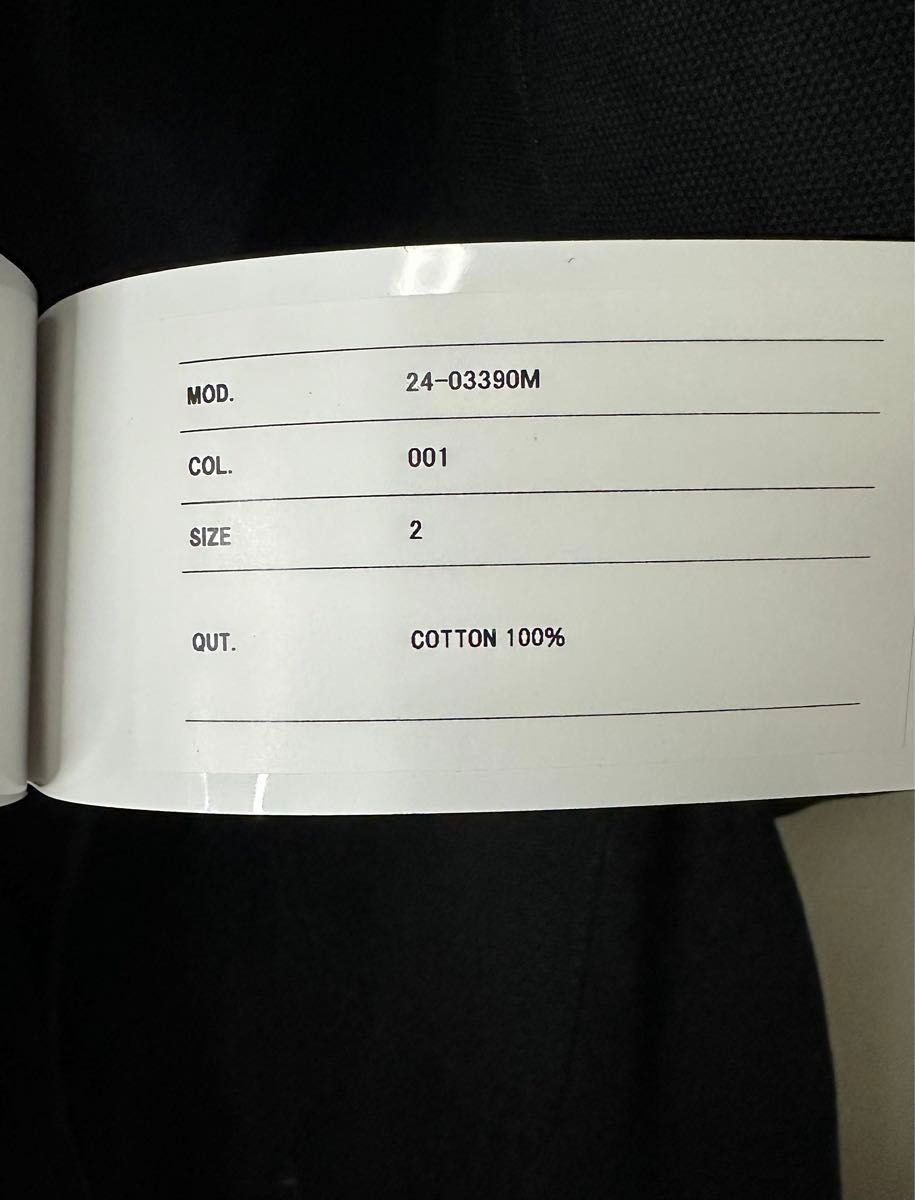 MOD. 24-03390M
COL. 001
SIZE 2
QUT. COTTON 100%